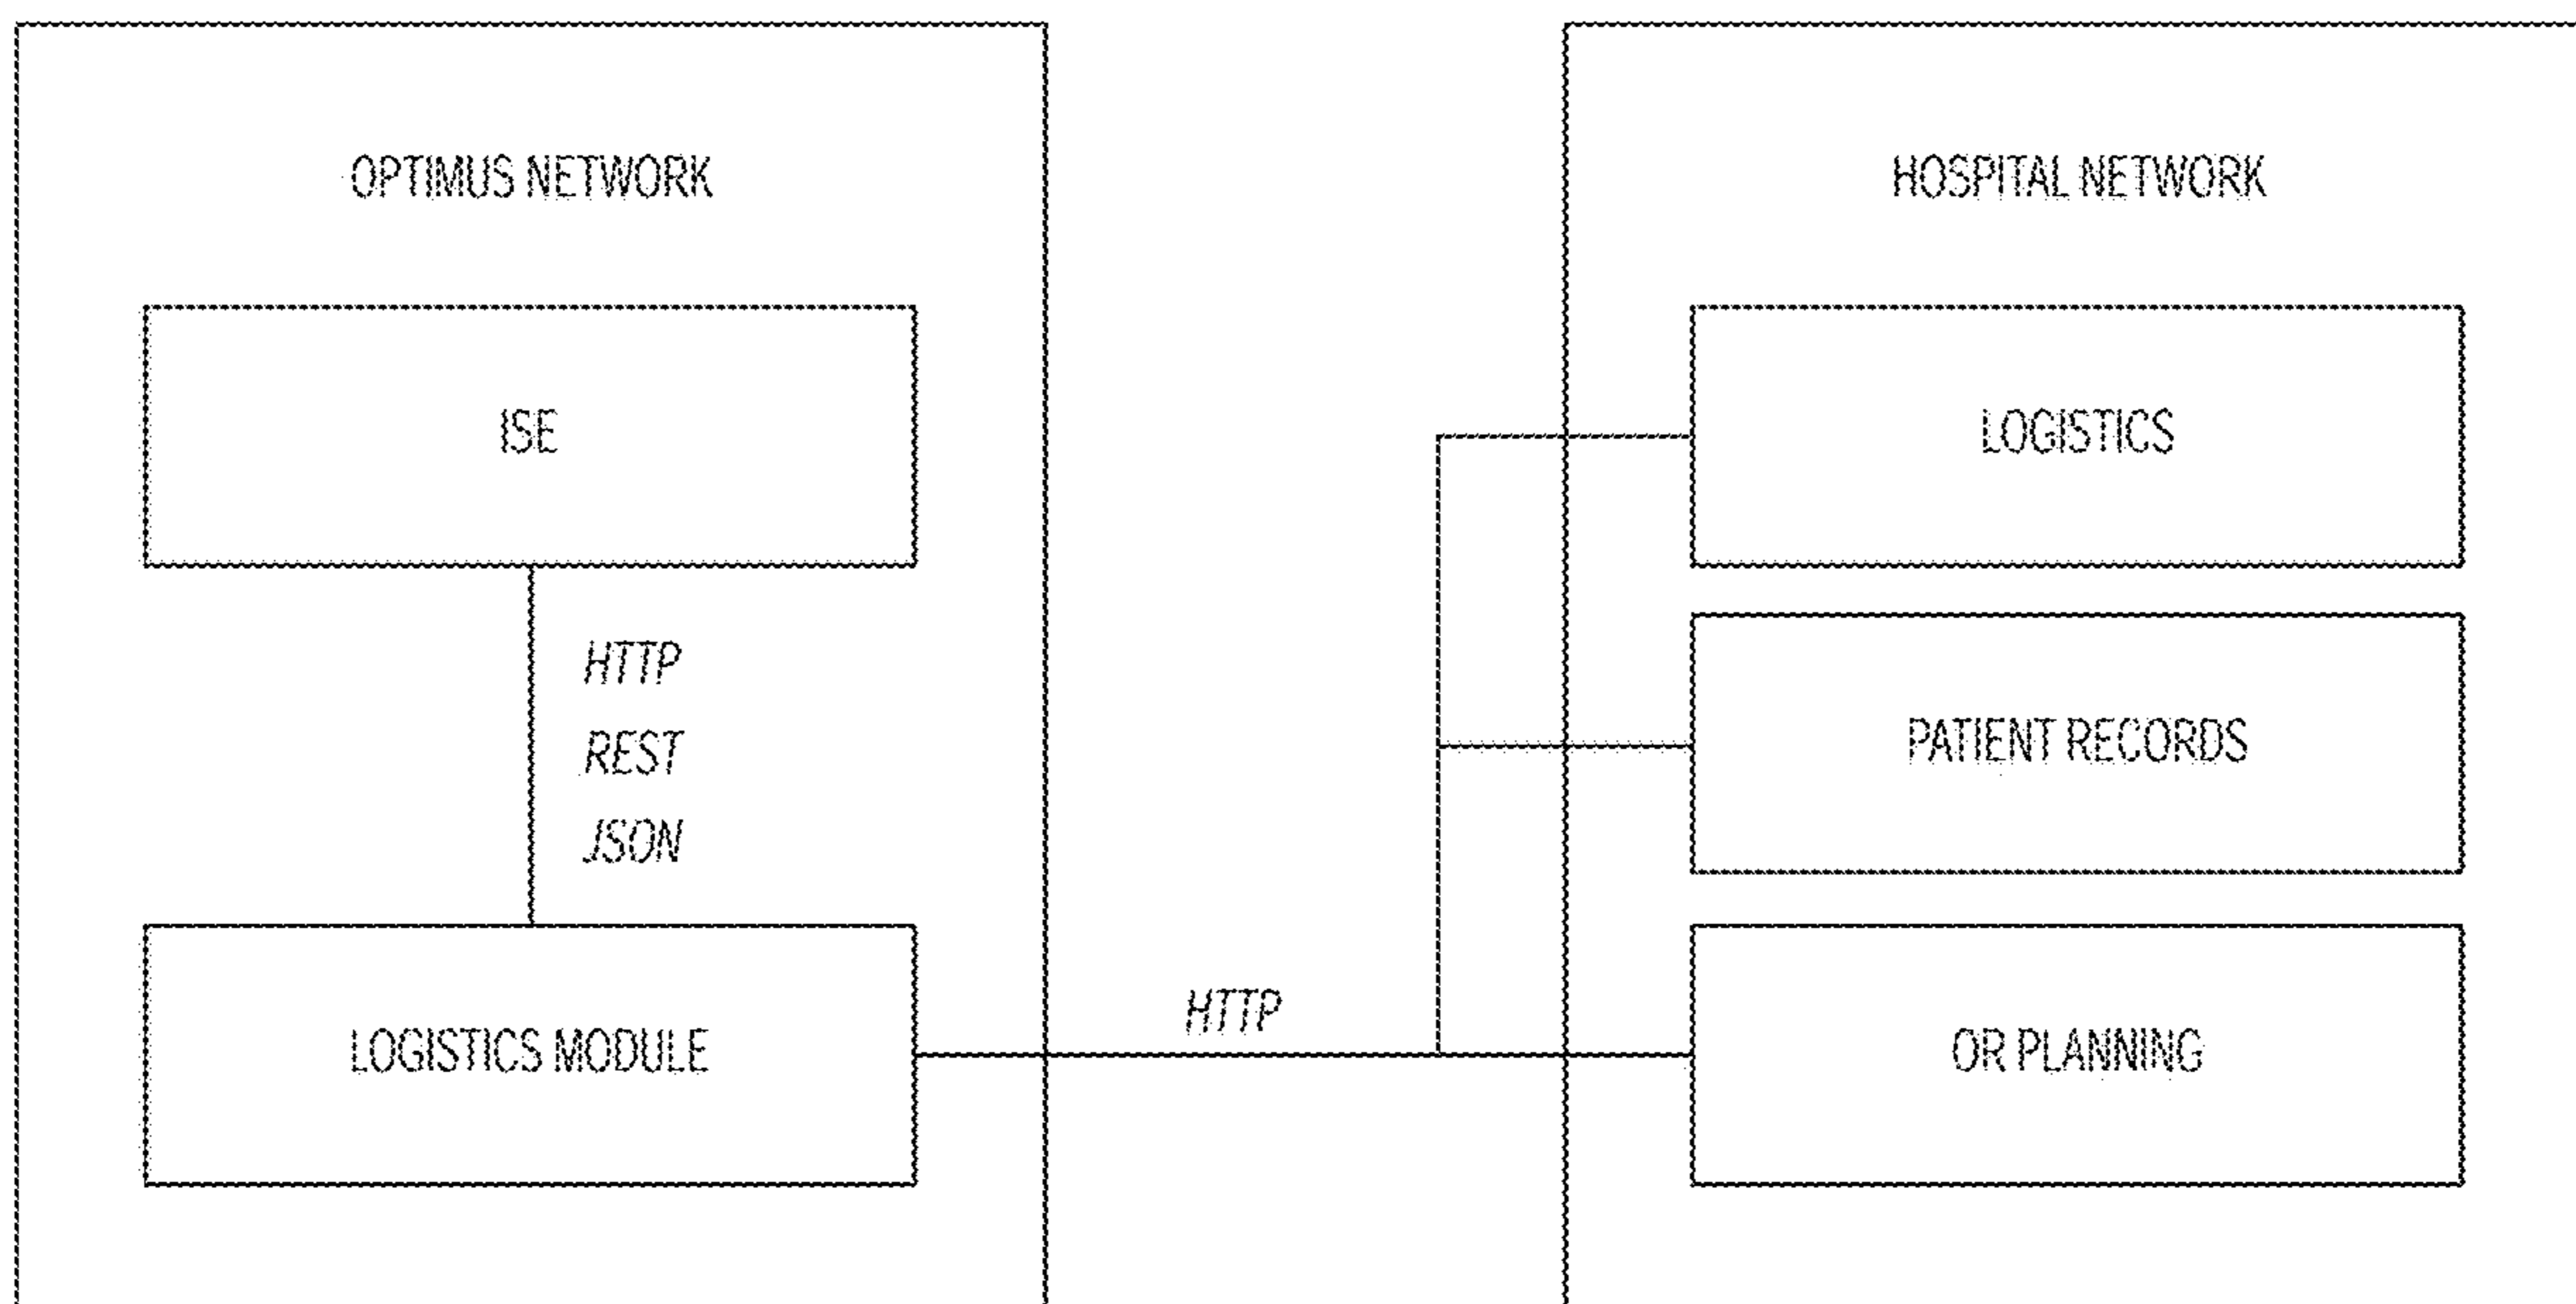 OPTIMUS NETWORK
ISE
HTTP
REST
JSON
LOGISTICS MODULE
HTTP
HOSPITAL NETWORK
LOGISTICS
PATIENT RECORDS
OR PLANNING